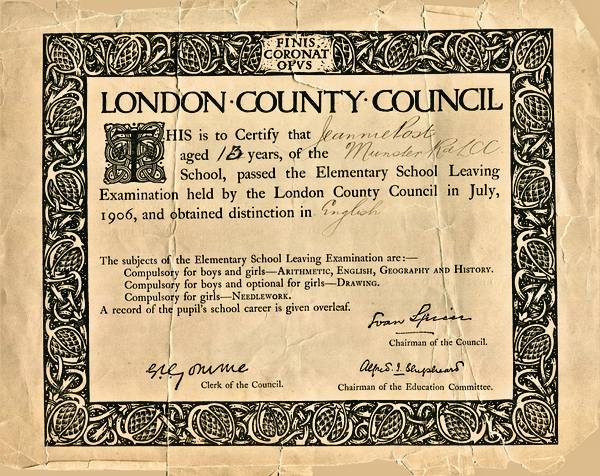 FINIS
CORONAT
OPVS
LONDON·COUNTY·COUNCIL
THIS is to Certify that Jeannie Post
aged 13 years, of the Munster Rd LCC
School, passed the Elementary School Leaving
Examination held by the London County Council in July,
1906, and obtained distinction in English
The subjects of the Elementary School Leaving Examination are:—
Compulsory for boys and girls—ARITHMETIC, ENGLISH, GEOGRAPHY AND HISTORY.
Compulsory for boys and optional for girls—DRAWING.
Compulsory for girls—NEEDLEWORK.
A record of the pupil's school career is given overleaf.
Evan Spicer
Chairman of the Council.
G L Gomme
Clerk of the Council.
Alfred J. Shepheard
Chairman of the Education Committee.